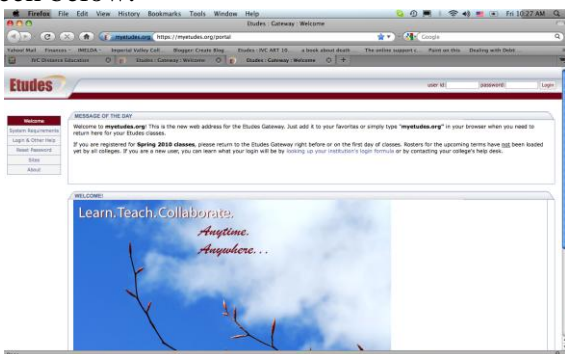 Firefox File Edit View History Bookmarks Tools Window Help Fri 10:27 AM
Etudes : Gateway : Welcome
myetudes.org https://myetudes.org/portal Google
Yahoo! Mail Finances IMELDA Imperial Valley Coll... Blogger: Create Blog... Etudes - IVC ART 10... a book about death The online support c... Paint on this Dealing with Debt
IVC Distance Education Etudes : Gateway : Welcome Etudes : Gateway : Welcome
Etudes user id: password: Login
Welcome
System Requirements
Login & Other Help
Reset Password
Sites
About
MESSAGE OF THE DAY
Welcome to myetudes.org! This is the new web address for the Etudes Gateway. Just add it to your favorites or simply type "myetudes.org" in your browser when you need to
return here for your Etudes classes.
If you are registered for Spring 2010 classes, please return to the Etudes Gateway right before or on the first day of classes. Rosters for the upcoming terms have not been loaded
yet by all colleges. If you are a new user, you can learn what your login will be by looking up your institution's login formula or by contacting your college's help desk.
WELCOME!
Learn. Teach. Collaborate.
Anytime.
Anywhere...